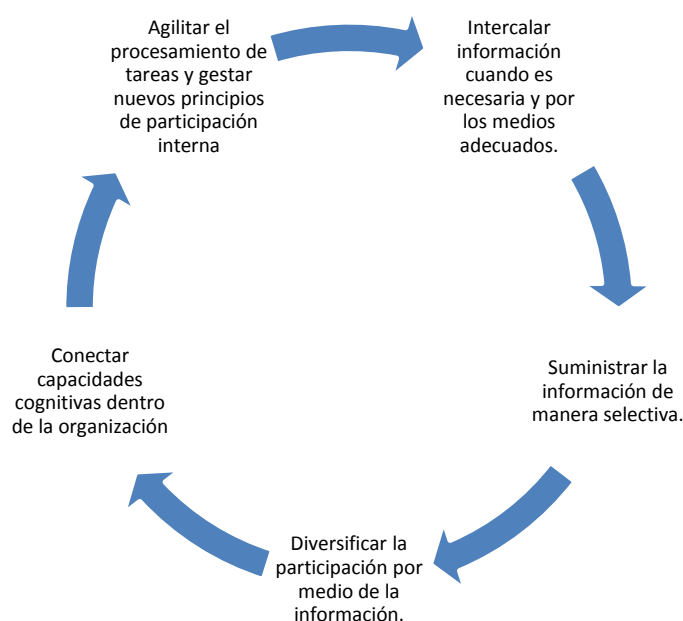 Agilitar el
procesamiento de
tareas y gestar
nuevos principios
de participación
interna
Intercalar
información
cuando es
necesaria y por
los medios
adecuados.
Suministrar la
información de
manera selectiva.
Diversificar la
participación por
medio de la
información.
Conectar
capacidades
cognitivas dentro
de la organización